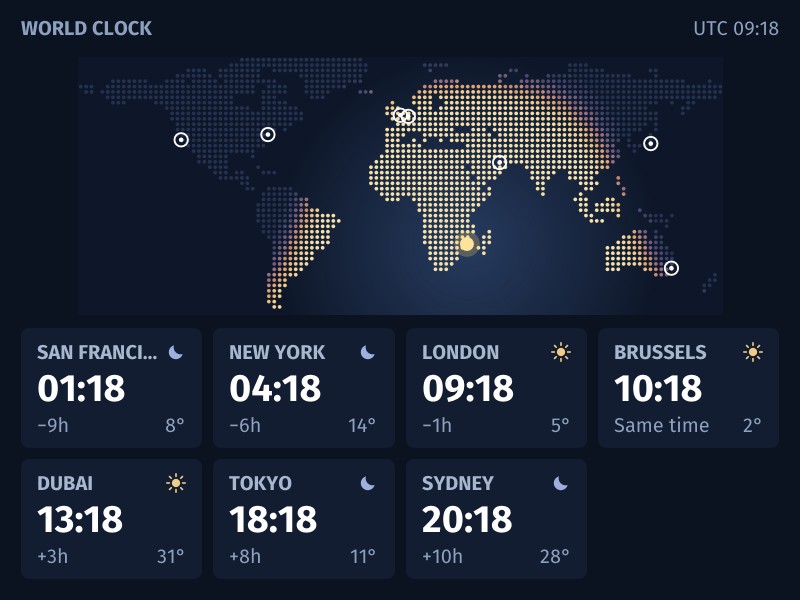 WORLD CLOCK
UTC 09:18
SAN FRANCI...
01:18
−9h 8°
NEW YORK
04:18
−6h 14°
LONDON
09:18
−1h 5°
BRUSSELS
10:18
Same time 2°
DUBAI
13:18
+3h 31°
TOKYO
18:18
+8h 11°
SYDNEY
20:18
+10h 28°